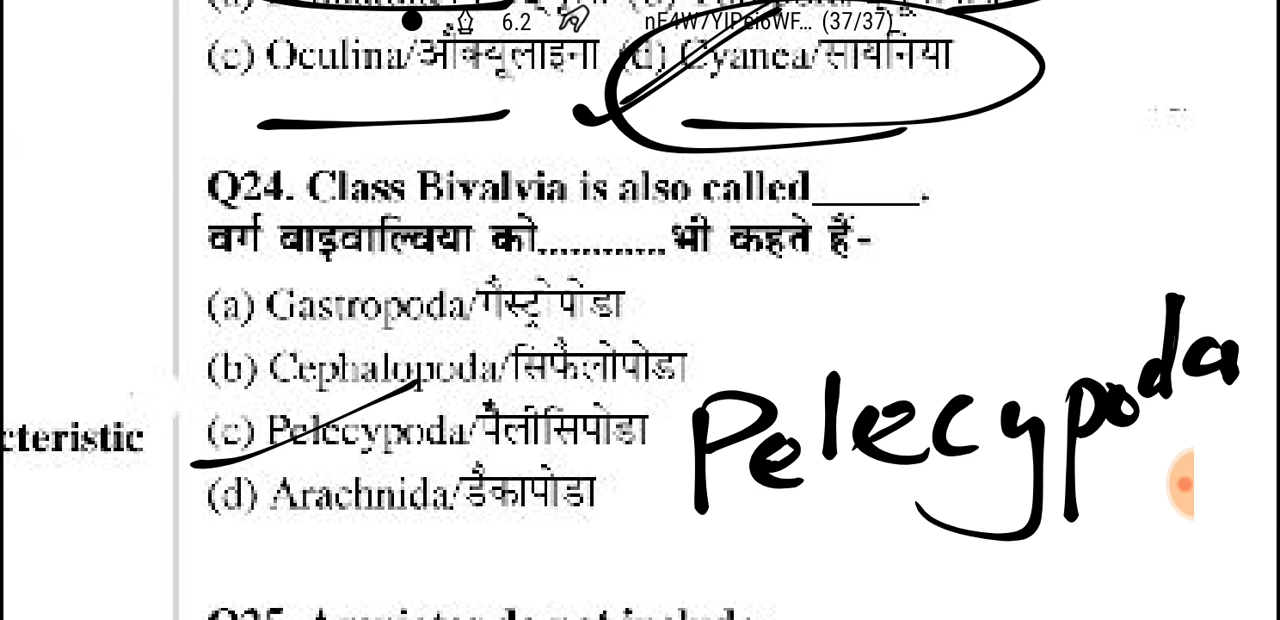 6.2 nE4W7YIPei6WF... (37/37)
(c) Oculina/ऑक्यूलाइना (d) Cyanea/सायनिया
Q24. Class Bivalvia is also called_____.
वर्ग बाइवाल्विया को............भी कहते हैं-
(a) Gastropoda/गैस्ट्रोपोडा
(b) Cephalopoda/सिफैलोपोडा
(c) Pelecypoda/पैलीसिपोडा
Pelecypoda
cteristic
(d) Arachnida/डैकापोडा